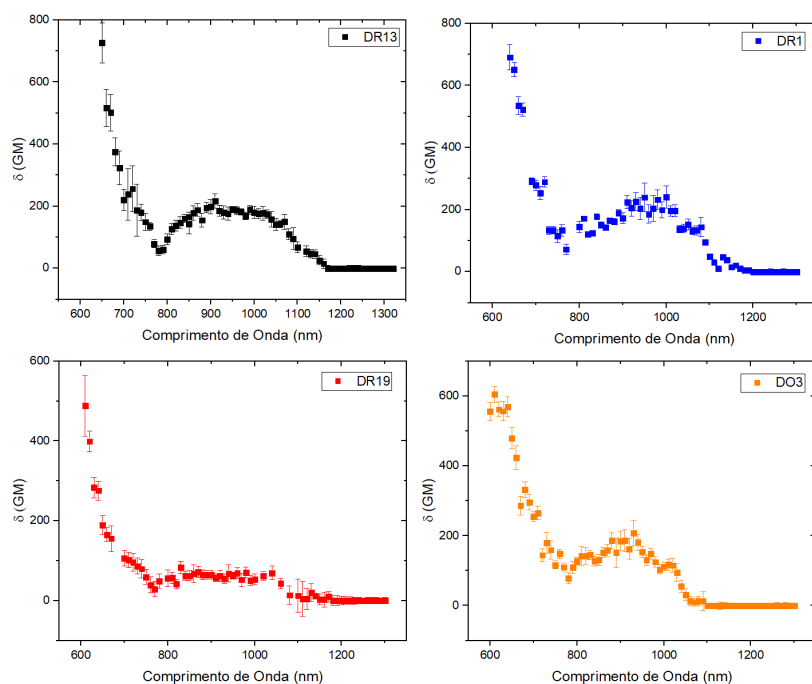 800
600
400
200
0
δ (GM)
DR13
600 700 800 900 1000 1100 1200 1300
Comprimento de Onda (nm)
800
600
400
200
0
δ (GM)
DR1
600 800 1000 1200
Comprimento de Onda (nm)
600
400
200
0
δ (GM)
DR19
600 800 1000 1200
Comprimento de Onda (nm)
600
400
200
0
δ (GM)
DO3
600 800 1000 1200
Comprimento de Onda (nm)